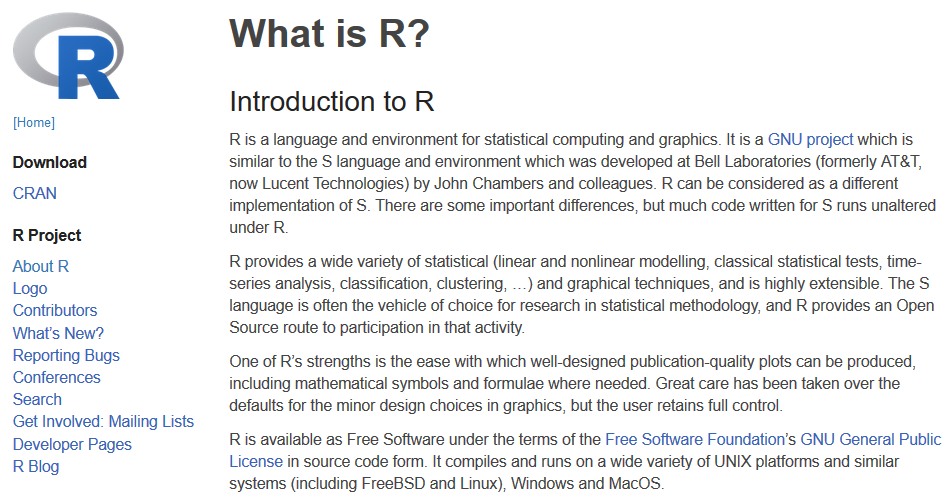 R
[Home]
Download
CRAN
R Project
About R
Logo
Contributors
What's New?
Reporting Bugs
Conferences
Search
Get Involved: Mailing Lists
Developer Pages
R Blog
What is R?
Introduction to R
R is a language and environment for statistical computing and graphics. It is a GNU project which is
similar to the S language and environment which was developed at Bell Laboratories (formerly AT&T,
now Lucent Technologies) by John Chambers and colleagues. R can be considered as a different
implementation of S. There are some important differences, but much code written for S runs unaltered
under R.
R provides a wide variety of statistical (linear and nonlinear modelling, classical statistical tests, time-
series analysis, classification, clustering, …) and graphical techniques, and is highly extensible. The S
language is often the vehicle of choice for research in statistical methodology, and R provides an Open
Source route to participation in that activity.
One of R's strengths is the ease with which well-designed publication-quality plots can be produced,
including mathematical symbols and formulae where needed. Great care has been taken over the
defaults for the minor design choices in graphics, but the user retains full control.
R is available as Free Software under the terms of the Free Software Foundation's GNU General Public
License in source code form. It compiles and runs on a wide variety of UNIX platforms and similar
systems (including FreeBSD and Linux), Windows and MacOS.